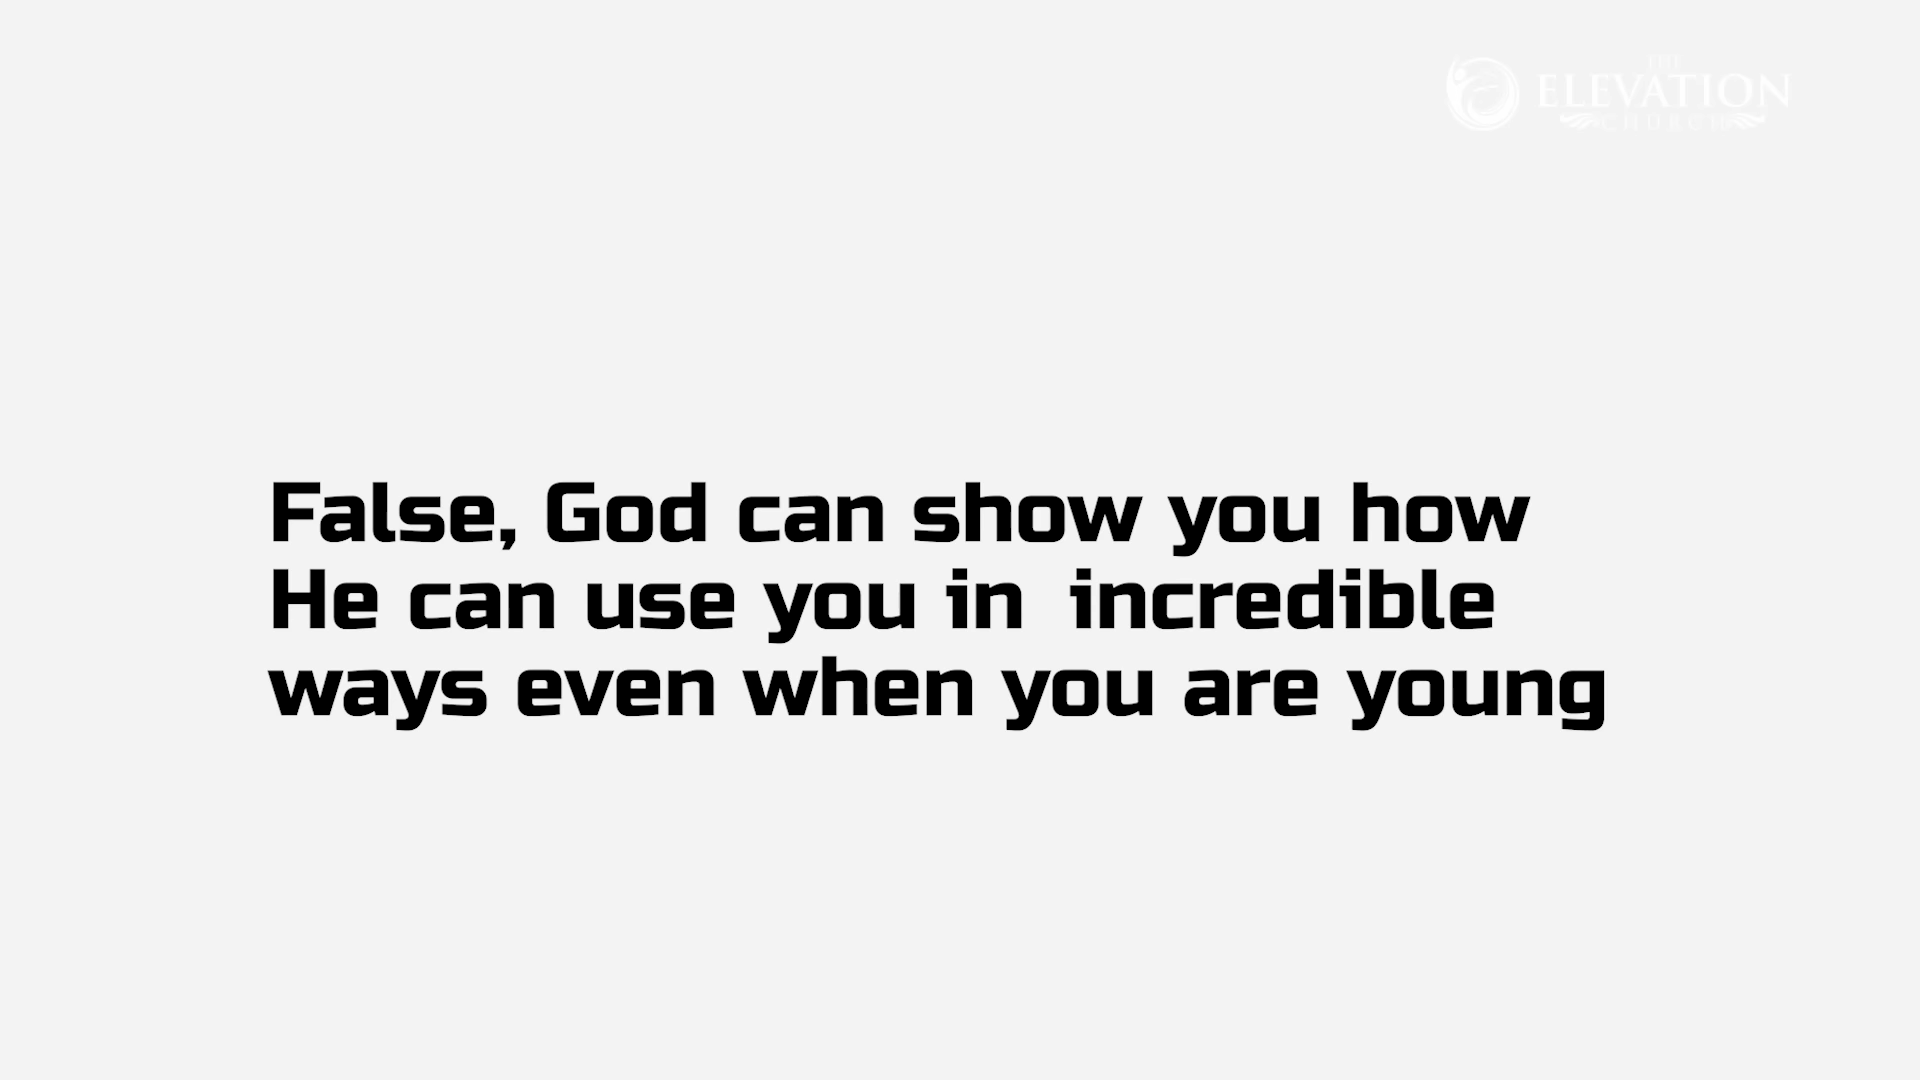 THE
ELEVATION
CHURCH
False, God can show you how
He can use you in  incredible
ways even when you are young